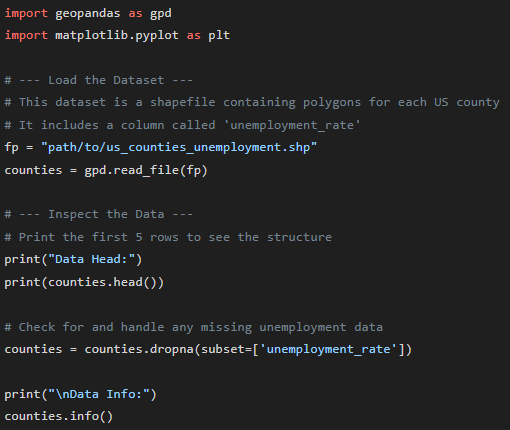 import geopandas as gpd
import matplotlib.pyplot as plt
# --- Load the Dataset ---
# This dataset is a shapefile containing polygons for each US county
# It includes a column called 'unemployment_rate'
fp = "path/to/us_counties_unemployment.shp"
counties = gpd.read_file(fp)
# --- Inspect the Data ---
# Print the first 5 rows to see the structure
print("Data Head:")
print(counties.head())
# Check for and handle any missing unemployment data
counties = counties.dropna(subset=['unemployment_rate'])
print("\nData Info:")
counties.info()